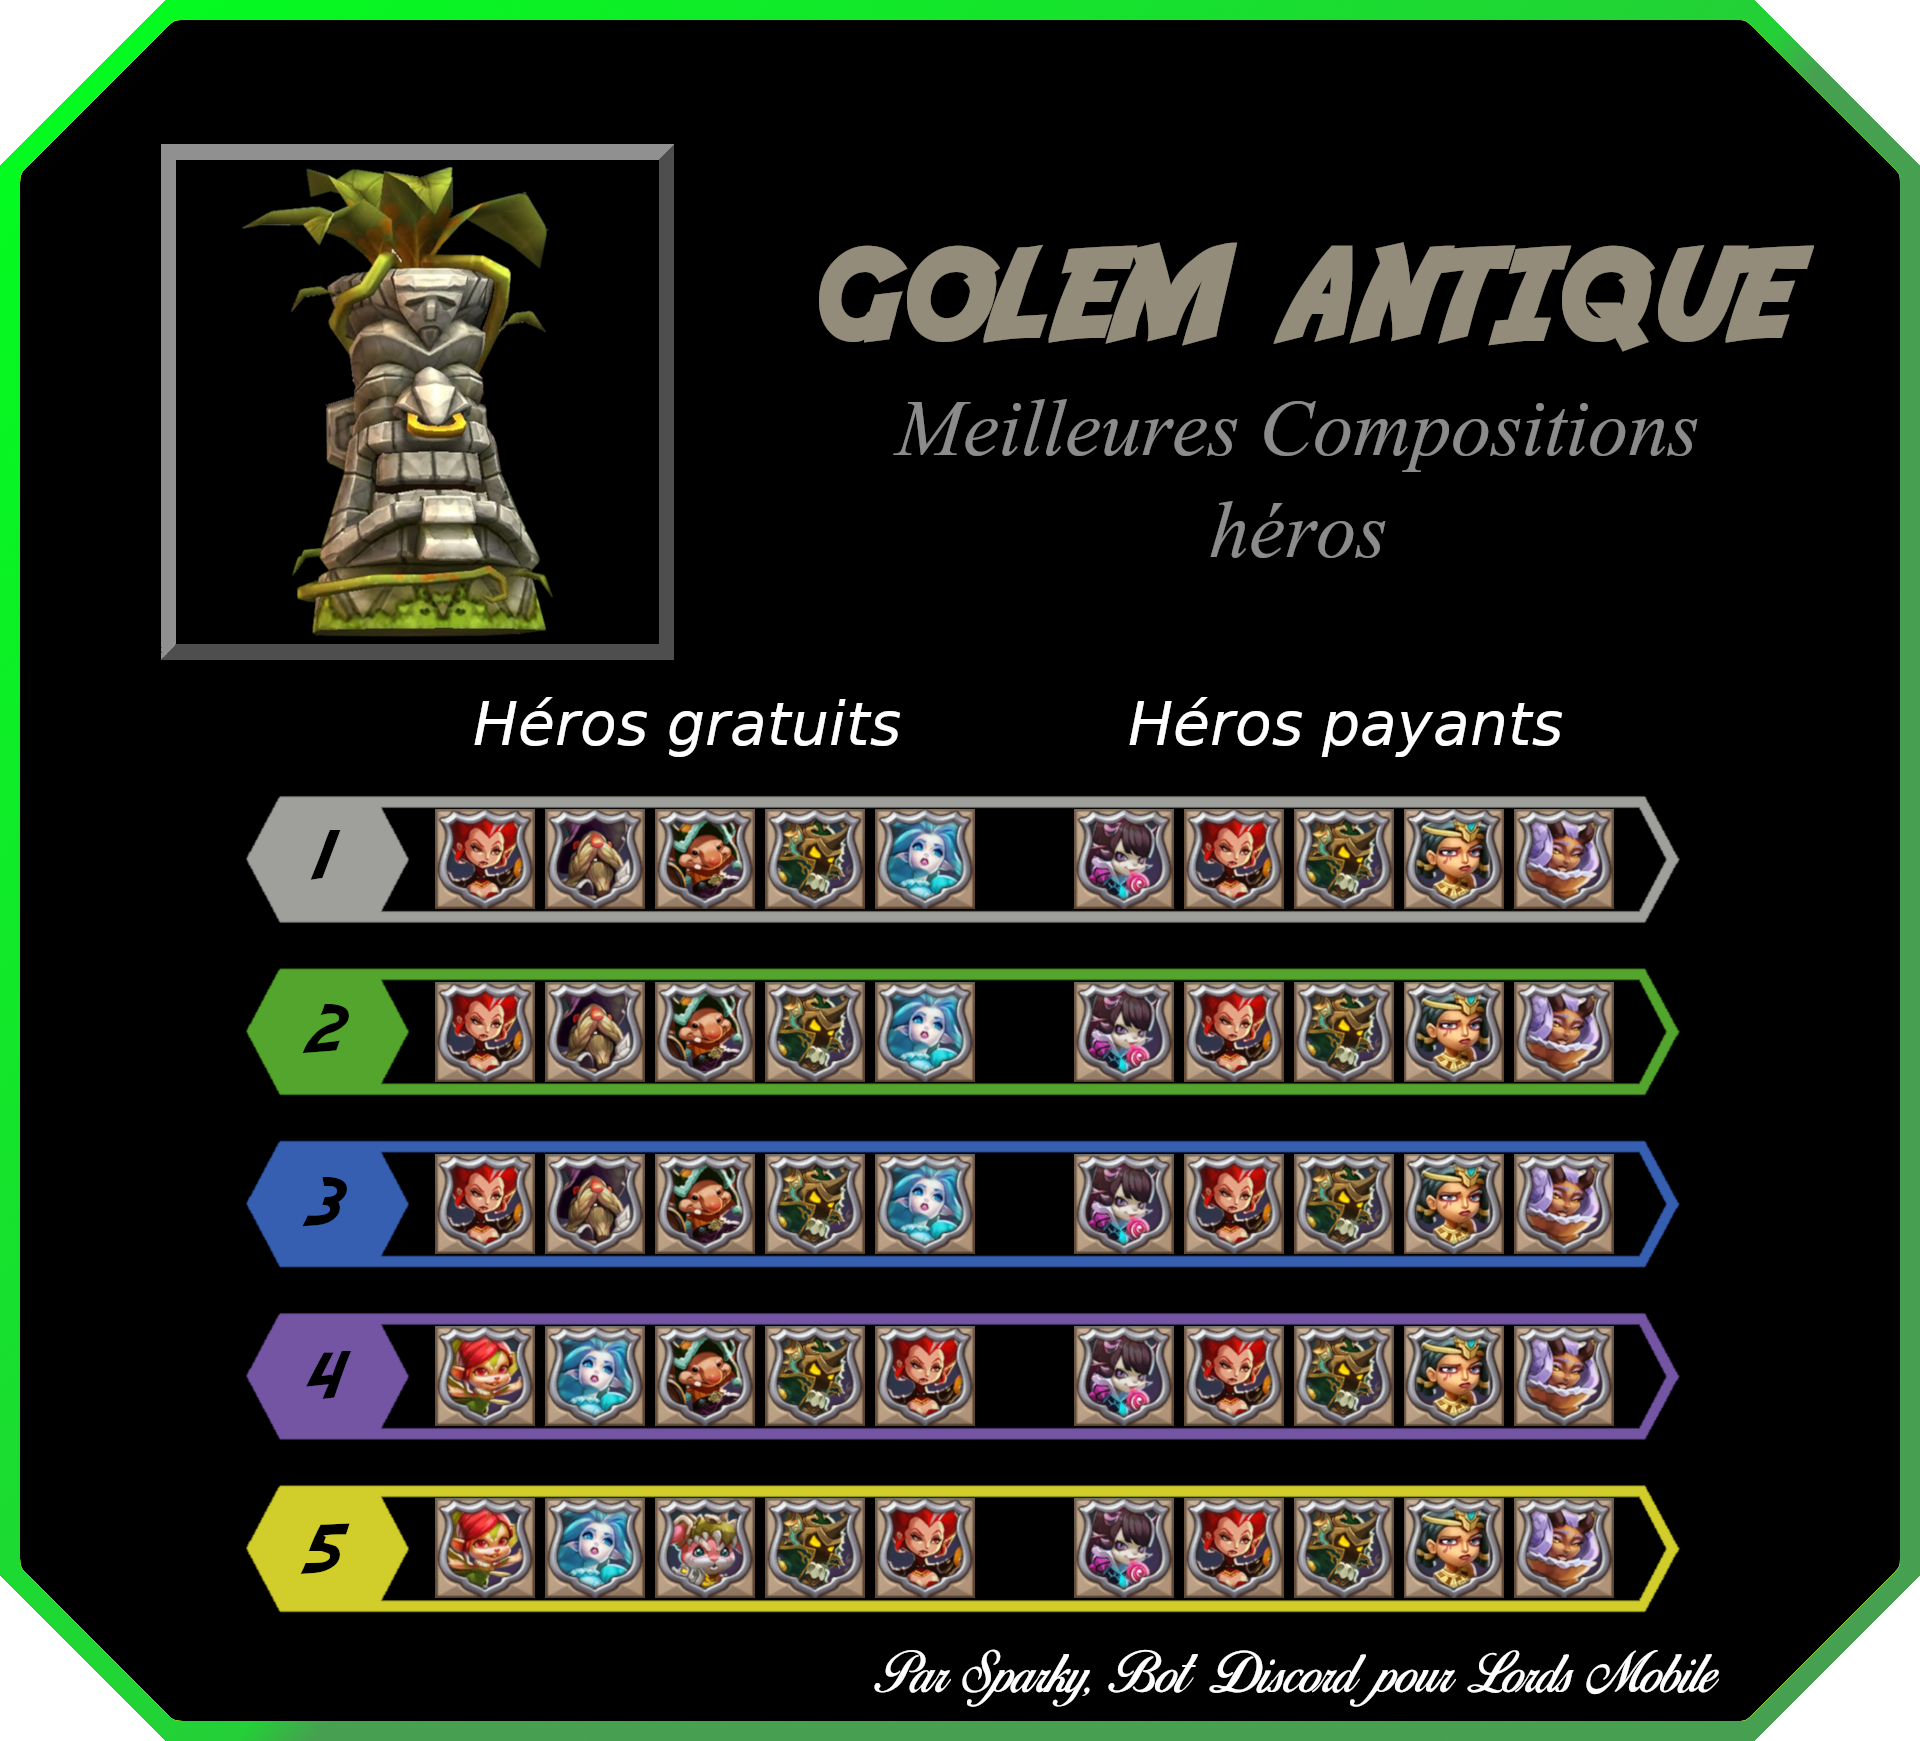 GOLEM ANTIQUE
Meilleures Compositions
héros
Héros gratuits
Héros payants
1
2
3
4
5
Par Sparky, Bot Discord pour Lords Mobile